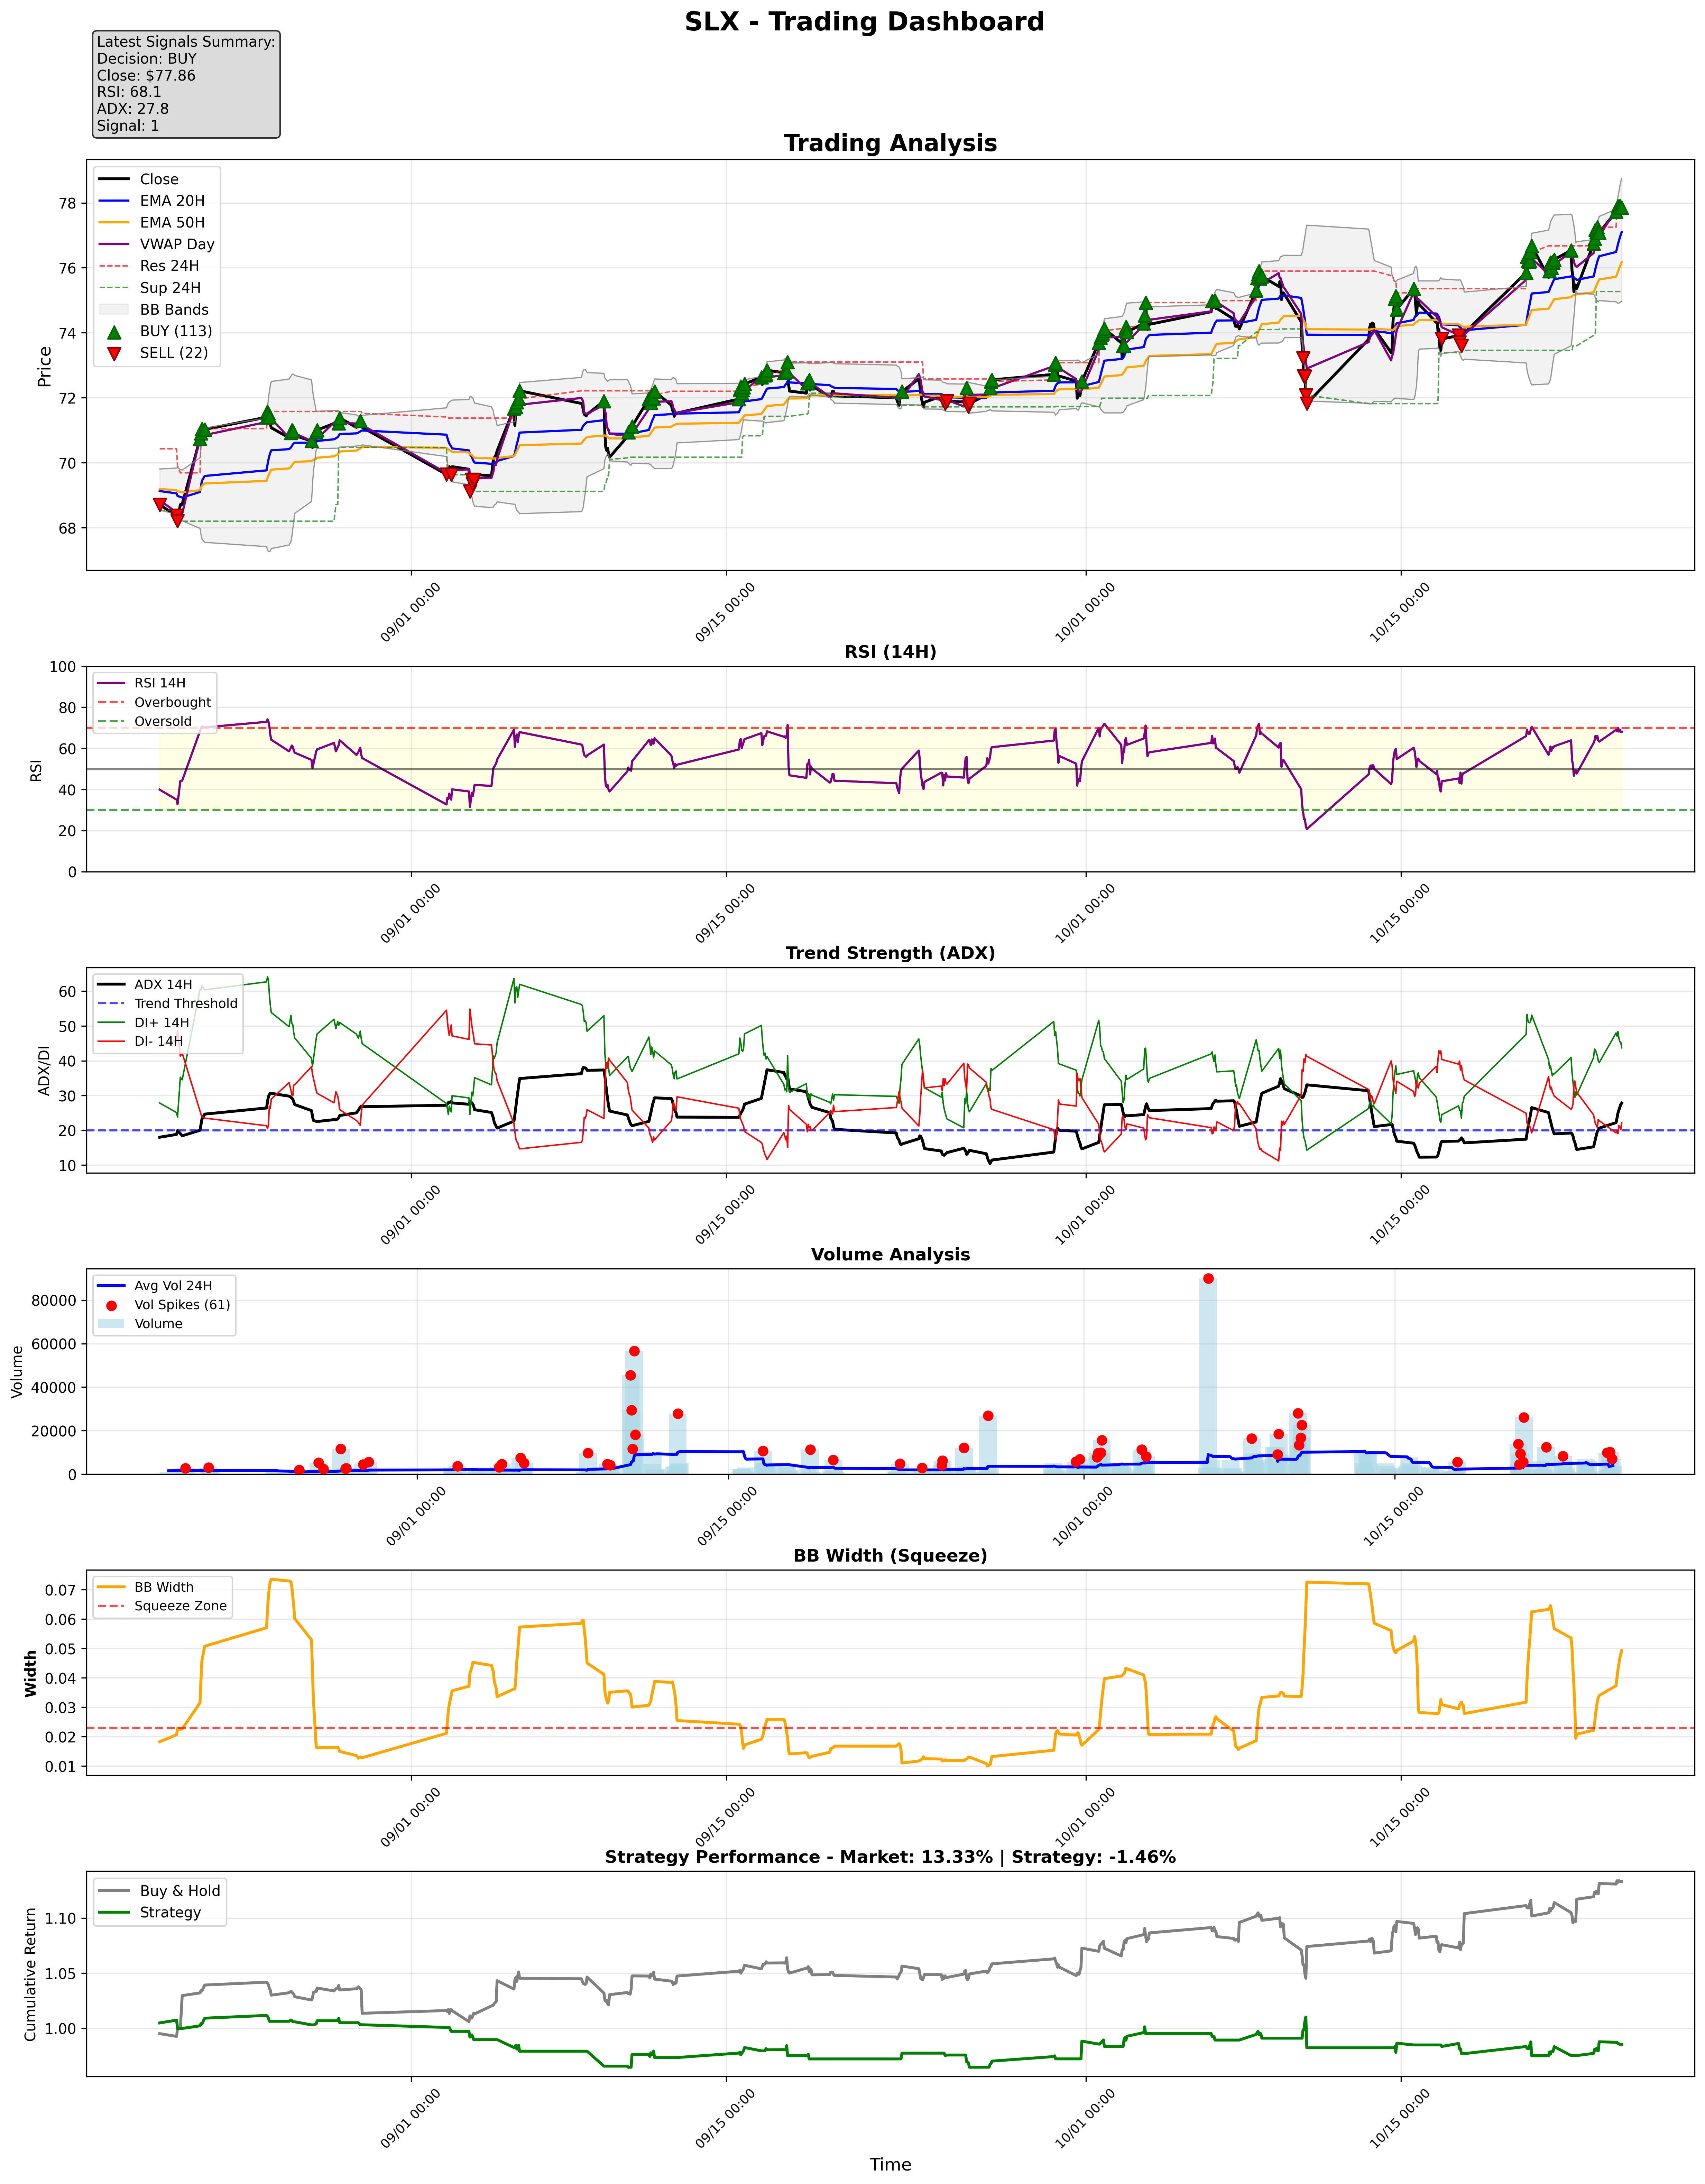 SLX - Trading Dashboard
Latest Signals Summary:
Decision: BUY
Close: $77.86
RSI: 68.1
ADX: 27.8
Signal: 1
Trading Analysis
Close
EMA 20H
EMA 50H
VWAP Day
Res 24H
Sup 24H
BB Bands
BUY (113)
SELL (22)
Price
78
76
74
72
70
68
09/01 00:00
09/15 00:00
10/01 00:00
10/15 00:00
RSI (14H)
RSI 14H
Overbought
Oversold
RSI
100
80
60
40
20
0
09/01 00:00
09/15 00:00
10/01 00:00
10/15 00:00
Trend Strength (ADX)
ADX 14H
Trend Threshold
DI+ 14H
DI- 14H
ADX/DI
60
50
40
30
20
10
09/01 00:00
09/15 00:00
10/01 00:00
10/15 00:00
Volume Analysis
Avg Vol 24H
Vol Spikes (61)
Volume
Volume
80000
60000
40000
20000
0
09/01 00:00
09/15 00:00
10/01 00:00
10/15 00:00
BB Width (Squeeze)
BB Width
Squeeze Zone
Width
0.07
0.06
0.05
0.04
0.03
0.02
0.01
09/01 00:00
09/15 00:00
10/01 00:00
10/15 00:00
Strategy Performance - Market: 13.33% | Strategy: -1.46%
Buy & Hold
Strategy
Cumulative Return
1.10
1.05
1.00
09/01 00:00
09/15 00:00
10/01 00:00
10/15 00:00
Time